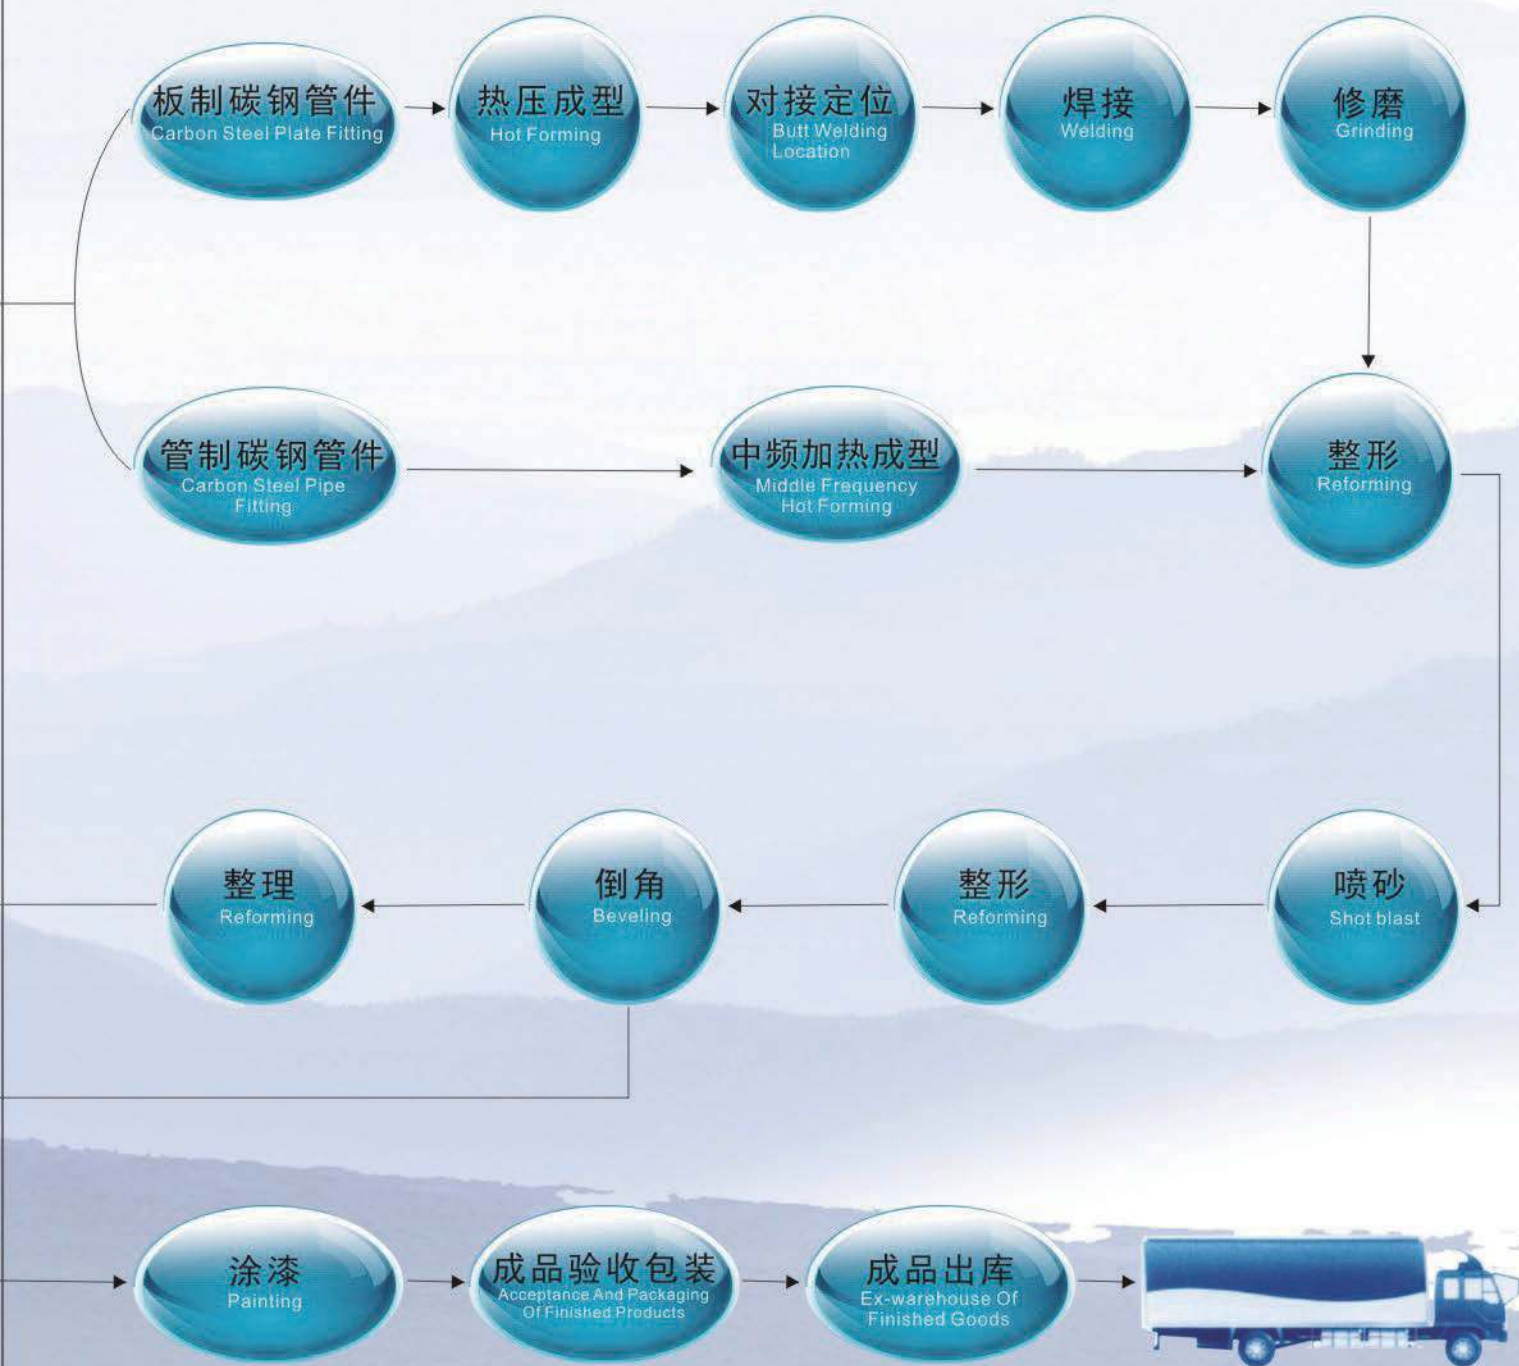 板制碳钢管件
Carbon Steel Plate Fitting
热压成型
Hot Forming
对接定位
Butt Welding
Location
焊接
Welding
修磨
Grinding
管制碳钢管件
Carbon Steel Pipe
Fitting
中频加热成型
Middle Frequency
Hot Forming
整形
Reforming
整理
Reforming
倒角
Beveling
整形
Reforming
喷砂
Shot blast
涂漆
Painting
成品验收包装
Acceptance And Packaging
Of Finished Products
成品出库
Ex-warehouse Of
Finished Goods